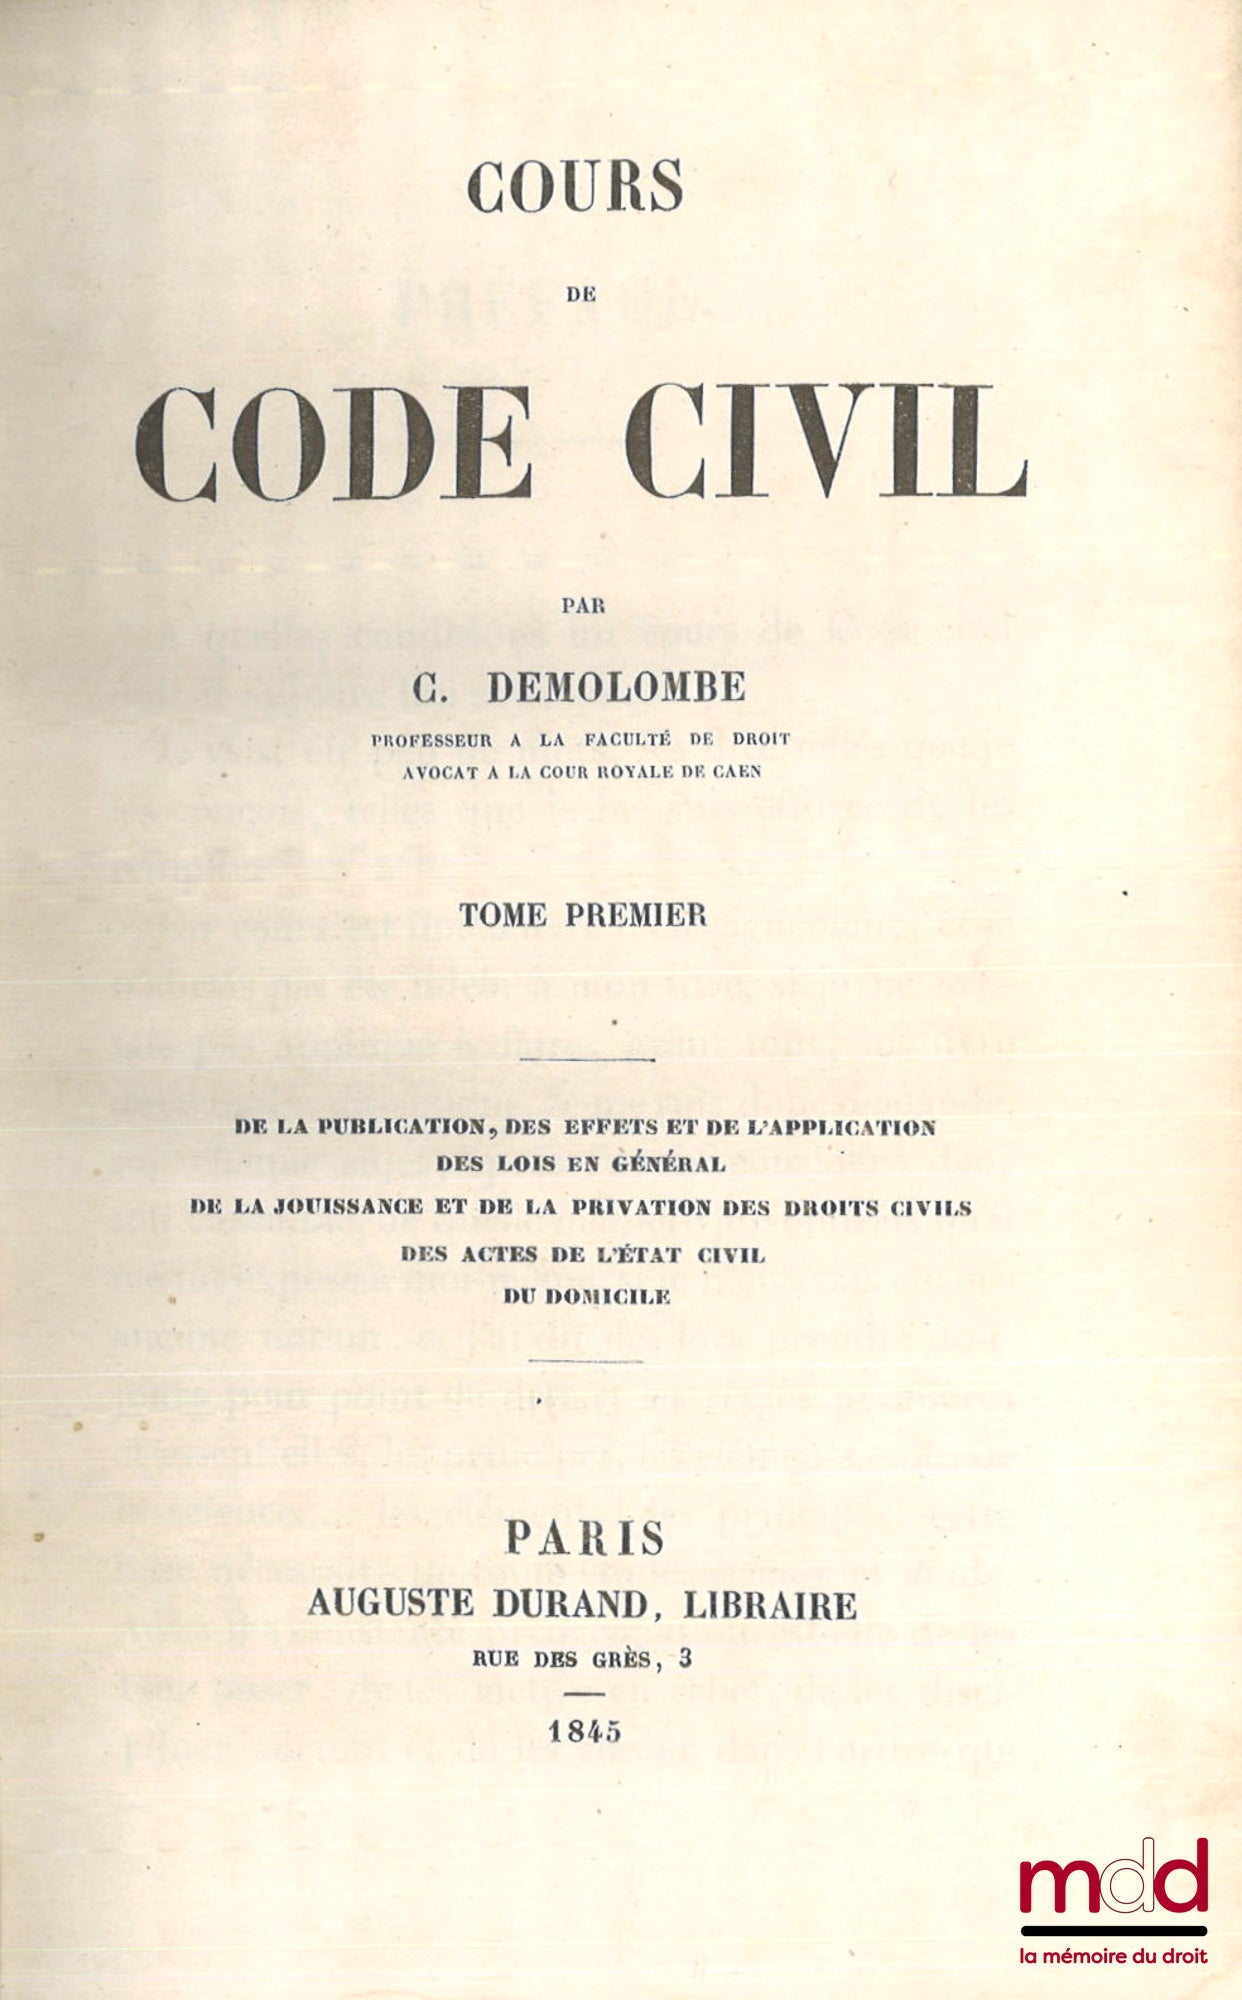 COURS
DE
CODE CIVIL
PAR
C. DEMOLOMBE
PROFESSEUR A LA FACULTÉ DE DROIT
AVOCAT A LA COUR ROYALE DE CAEN
TOME PREMIER
DE LA PUBLICATION, DES EFFETS ET DE L'APPLICATION
DES LOIS EN GÉNÉRAL
DE LA JOUISSANCE ET DE LA PRIVATION DES DROITS CIVILS
DES ACTES DE L'ÉTAT CIVIL
DU DOMICILE
PARIS
AUGUSTE DURAND, LIBRAIRE
RUE DES GRÈS, 3
1845
mdd
la mémoire du droit